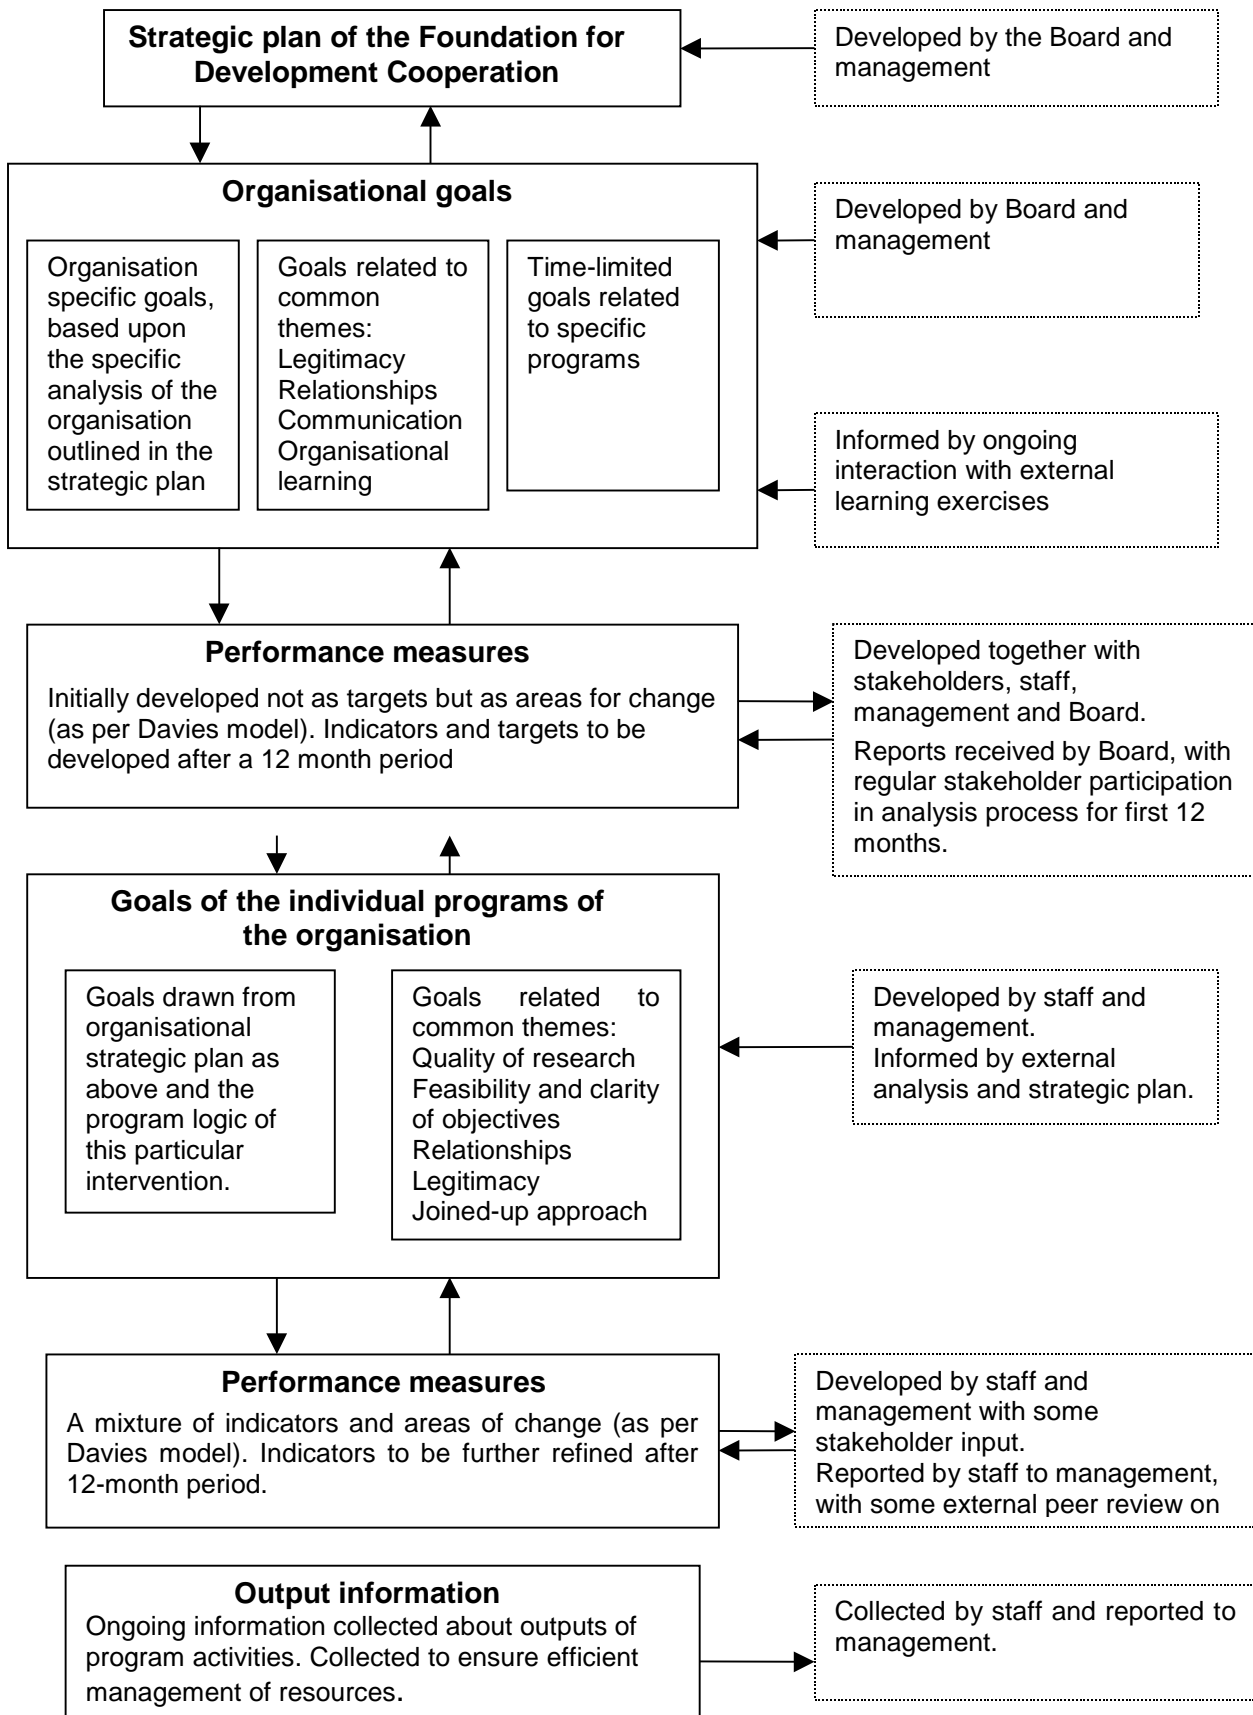 Strategic plan of the Foundation for
Development Cooperation
Developed by the Board and
management
Organisational goals
Organisation
specific goals,
based upon
the specific
analysis of the
organisation
outlined in the
strategic plan
Goals related to
common
themes:
Legitimacy
Relationships
Communication
Organisational
learning
Time-limited
goals related
to specific
programs
Developed by Board and
management
Informed by ongoing
interaction with external
learning exercises
Performance measures
Initially developed not as targets but as areas for change
(as per Davies model). Indicators and targets to be
developed after a 12 month period
Developed together with
stakeholders, staff,
management and Board.
Reports received by Board, with
regular stakeholder participation
in analysis process for first 12
months.
Goals of the individual programs of
the organisation
Goals drawn from
organisational
strategic plan as
above and the
program logic of
this particular
intervention.
Goals related to
common themes:
Quality of research
Feasibility and clarity
of objectives
Relationships
Legitimacy
Joined-up approach
Developed by staff and
management.
Informed by external
analysis and strategic plan.
Performance measures
A mixture of indicators and areas of change (as per
Davies model). Indicators to be further refined after
12-month period.
Developed by staff and
management with some
stakeholder input.
Reported by staff to management,
with some external peer review on
Output information
Ongoing information collected about outputs of
program activities. Collected to ensure efficient
management of resources.
Collected by staff and reported to
management.